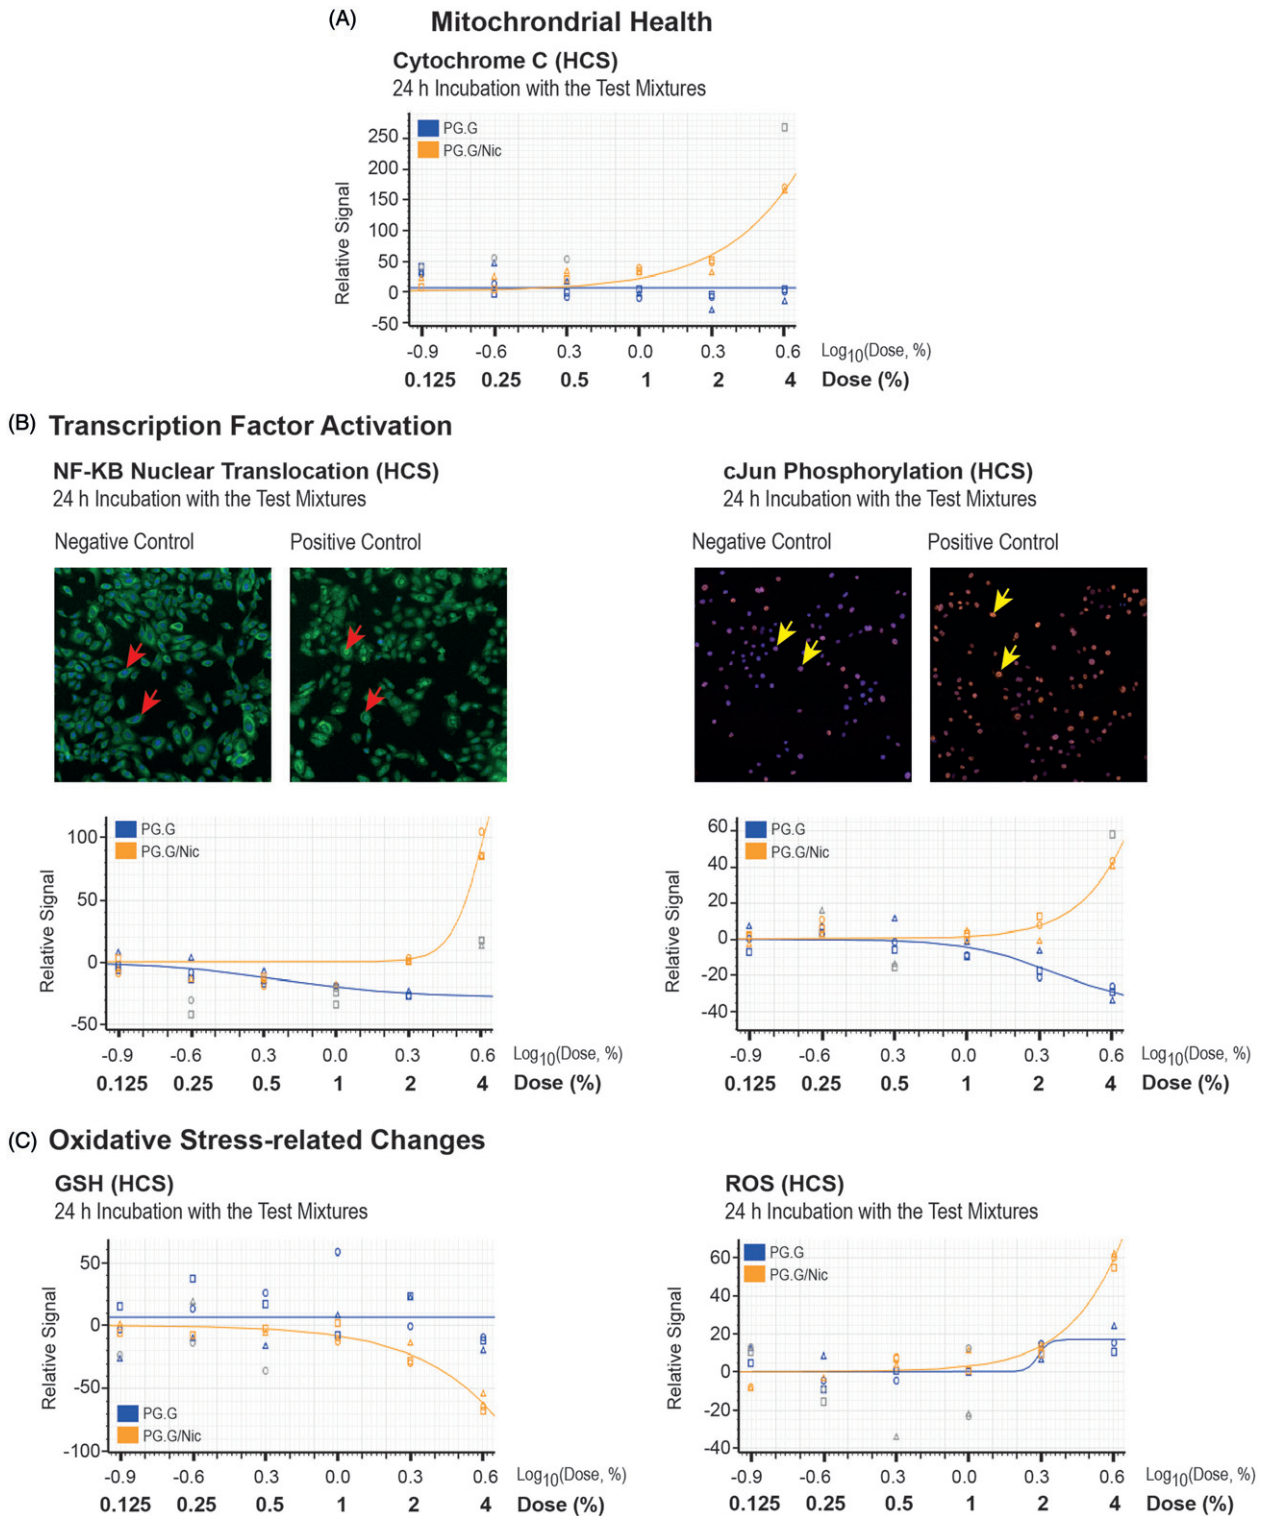 (A) Mitochrondrial Health
Cytochrome C (HCS)
24 h Incubation with the Test Mixtures
PG.G
PG.G/Nic
Relative Signal
250
200
150
100
50
0
-50
-0.9 -0.6 0.3 0.0 0.3 0.6 Log10(Dose, %)
0.125 0.25 0.5 1 2 4 Dose (%)
(B) Transcription Factor Activation
NF-KB Nuclear Translocation (HCS)
24 h Incubation with the Test Mixtures
Negative Control Positive Control
PG.G
PG.G/Nic
Relative Signal
100
50
0
-50
-0.9 -0.6 0.3 0.0 0.3 0.6 Log10(Dose, %)
0.125 0.25 0.5 1 2 4 Dose (%)
cJun Phosphorylation (HCS)
24 h Incubation with the Test Mixtures
Negative Control Positive Control
PG.G
PG.G/Nic
Relative Signal
60
40
20
0
-20
-40
-0.9 -0.6 0.3 0.0 0.3 0.6 Log10(Dose, %)
0.125 0.25 0.5 1 2 4 Dose (%)
(C) Oxidative Stress-related Changes
GSH (HCS)
24 h Incubation with the Test Mixtures
Relative Signal
50
0
-50
-100
PG.G
PG.G/Nic
-0.9 -0.6 0.3 0.0 0.3 0.6 Log10(Dose, %)
0.125 0.25 0.5 1 2 4 Dose (%)
ROS (HCS)
24 h Incubation with the Test Mixtures
PG.G
PG.G/Nic
Relative Signal
60
40
20
0
-20
-40
-0.9 -0.6 0.3 0.0 0.3 0.6 Log10(Dose, %)
0.125 0.25 0.5 1 2 4 Dose (%)